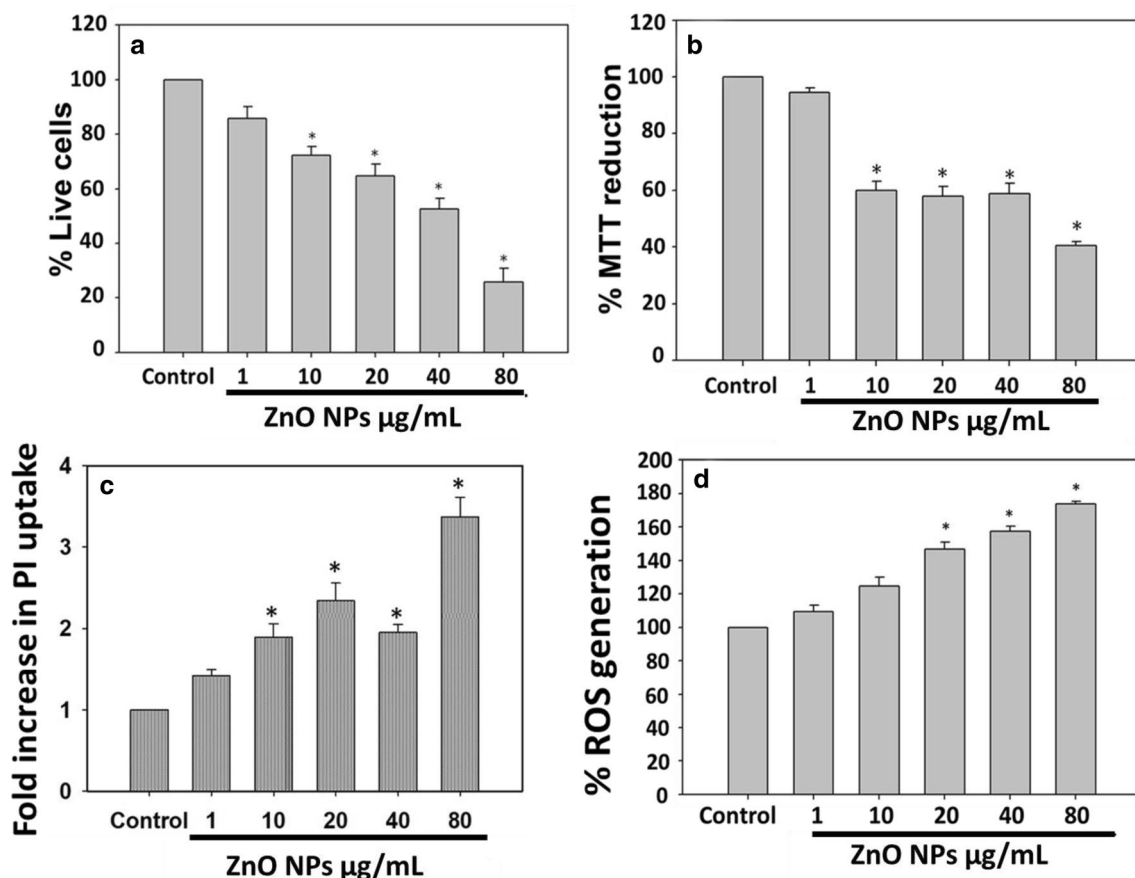 a
% Live cells
120
100
80
60
40
20
0
* * * * 
Control 1 10 20 40 80
ZnO NPs µg/mL
b
% MTT reduction
120
100
80
60
40
20
0
* * * *
Control 1 10 20 40 80
ZnO NPs µg/mL
c
Fold increase in PI uptake
4
3
2
1
0
* * * *
Control 1 10 20 40 80
ZnO NPs µg/mL
d
% ROS generation
200
180
160
140
120
100
80
60
40
20
0
* * *
Control 1 10 20 40 80
ZnO NPs µg/mL